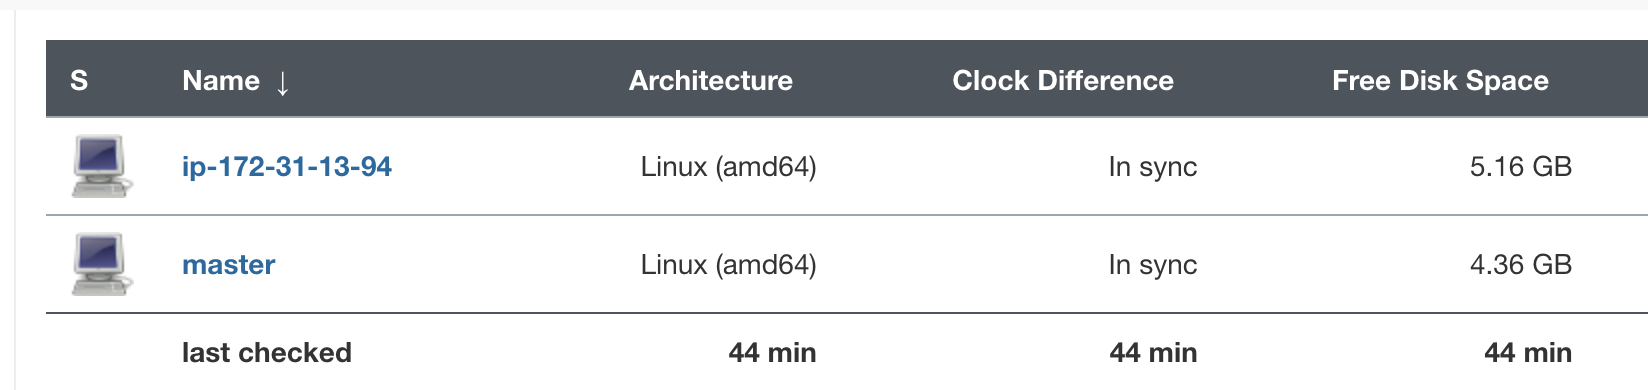 S Name ↓ Architecture Clock Difference Free Disk Space
ip-172-31-13-94 Linux (amd64) In sync 5.16 GB
master Linux (amd64) In sync 4.36 GB
last checked 44 min 44 min 44 min